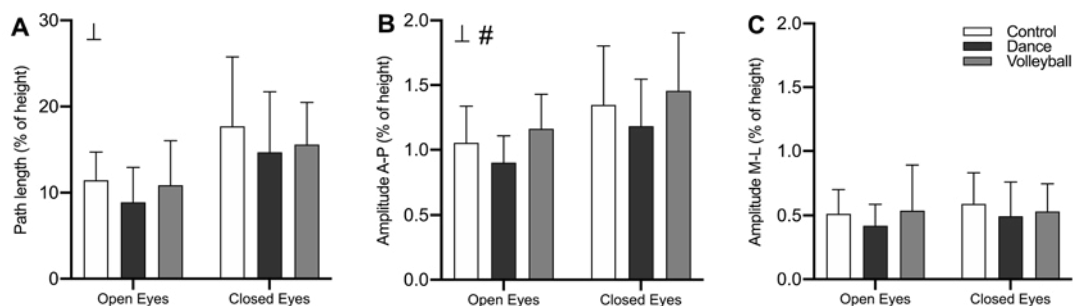 A
Path length (% of height)
30
20
10
0
⊥
Open Eyes Closed Eyes
B
Amplitude A-P (% of height)
2.0
1.5
1.0
0.5
0.0
⊥ #
Open Eyes Closed Eyes
C
Amplitude M-L (% of height)
2.0
1.5
1.0
0.5
0.0
Control
Dance
Volleyball
Open Eyes Closed Eyes